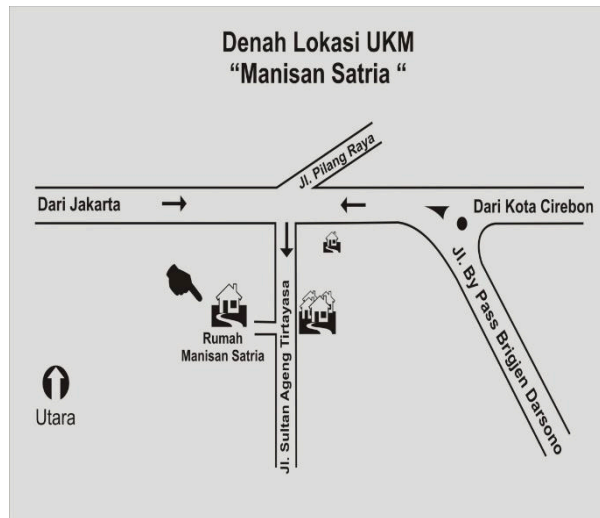 Denah Lokasi UKM
“Manisan Satria “
Jl. Pilang Raya
Dari Jakarta
Dari Kota Cirebon
Jl. By Pass Brigjen Darsono
Jl. Sultan Ageng Tirtayasa
Rumah
Manisan Satria
Utara